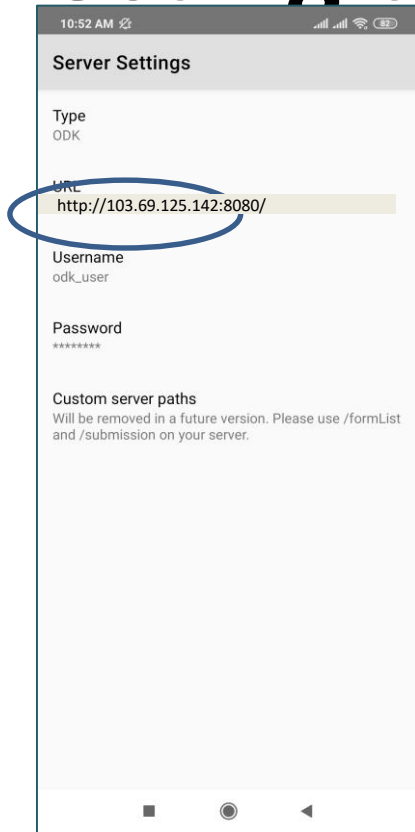 10:52 AM
82
Server Settings
Type
ODK
URL
http://103.69.125.142:8080/
Username
odk_user
Password
********
Custom server paths
Will be removed in a future version. Please use /formList
and /submission on your server.